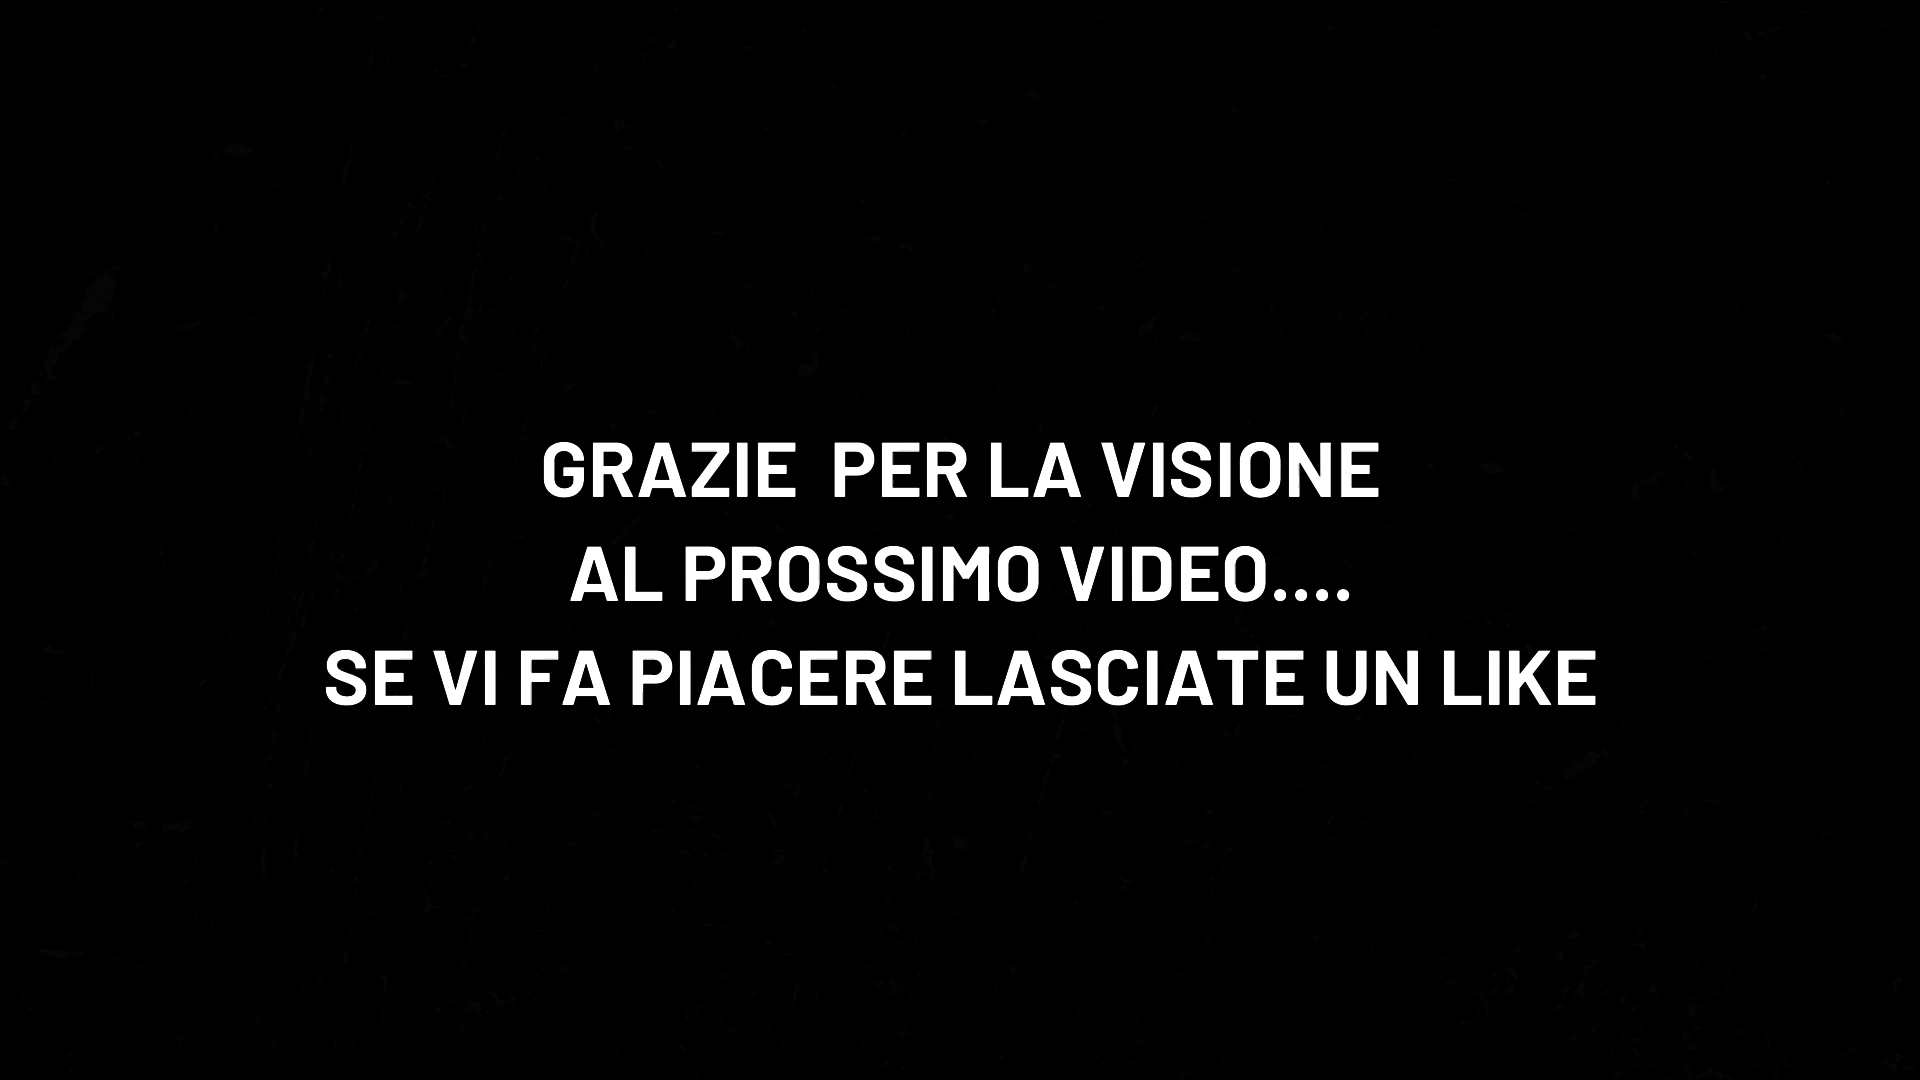 GRAZIE  PER LA VISIONE
AL PROSSIMO VIDEO....
SE VI FA PIACERE LASCIATE UN LIKE